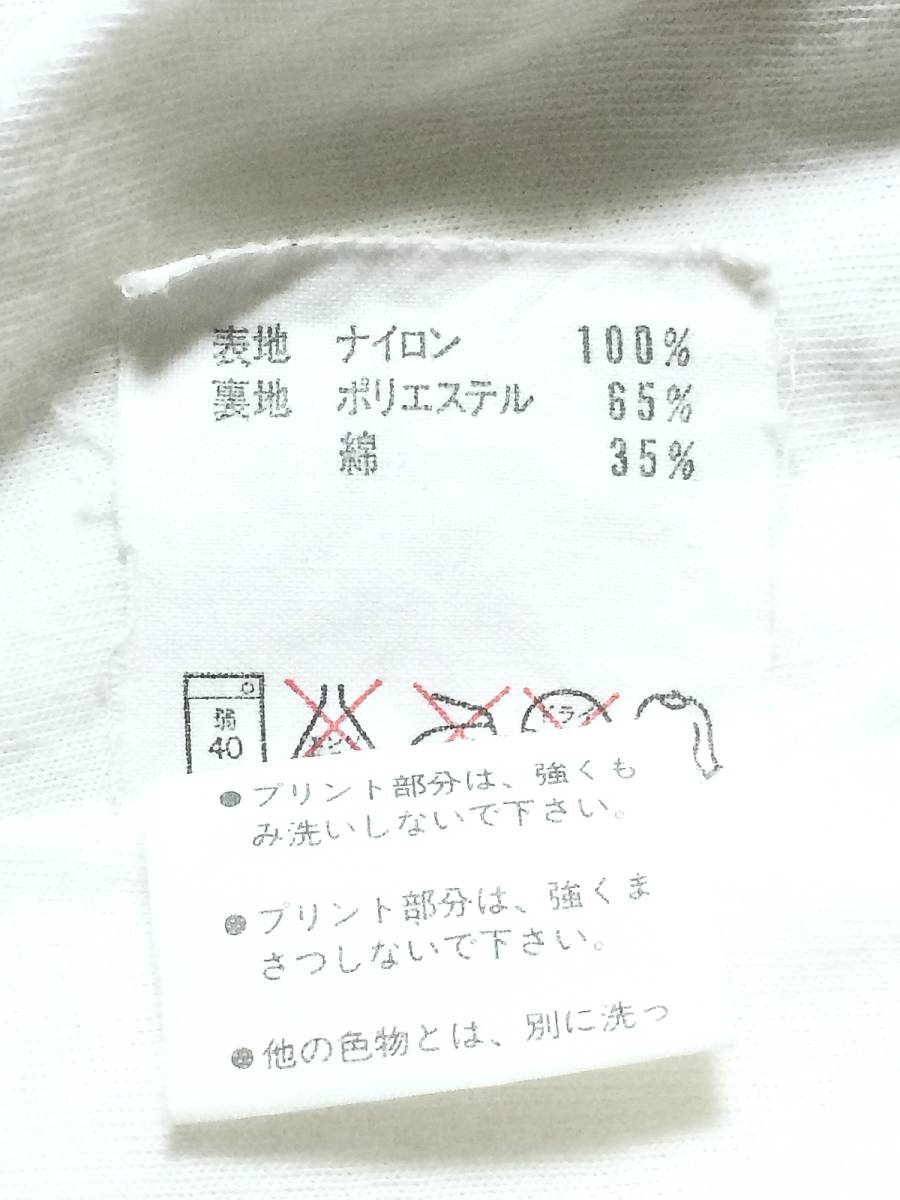 表地 ナイロン 100%
裏地 ポリエステル 65%
綿 35%
弱
40
ドライ
●プリント部分は、強くも
み洗いしないで下さい。
●プリント部分は、強くま
さつしないで下さい。
●他の色物とは、別に洗っ